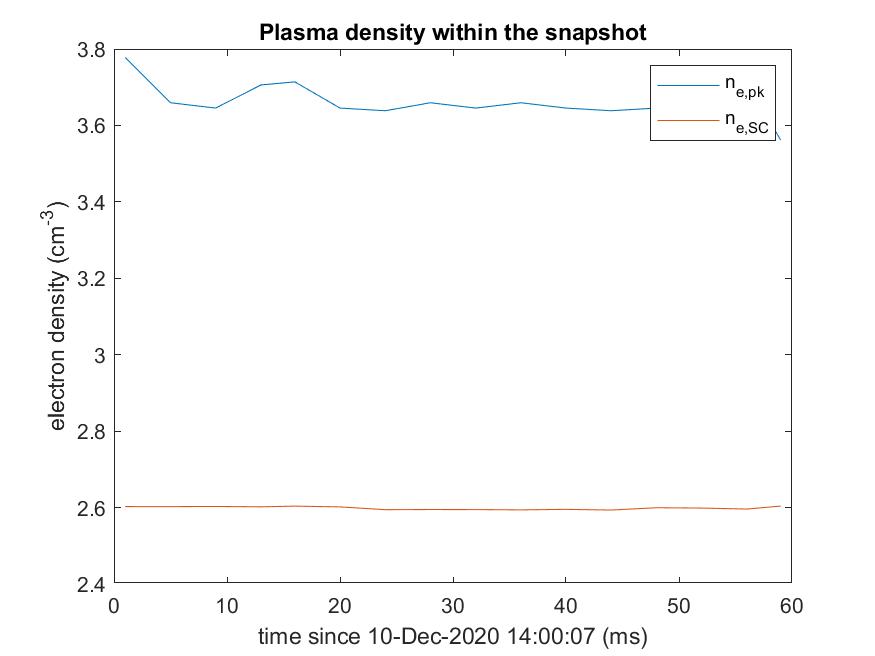 Plasma density within the snapshot
3.8
3.6
3.4
3.2
3
2.8
2.6
2.4
electron density (cm⁻³)
n_e,pk
n_e,SC
0 10 20 30 40 50 60
time since 10-Dec-2020 14:00:07 (ms)